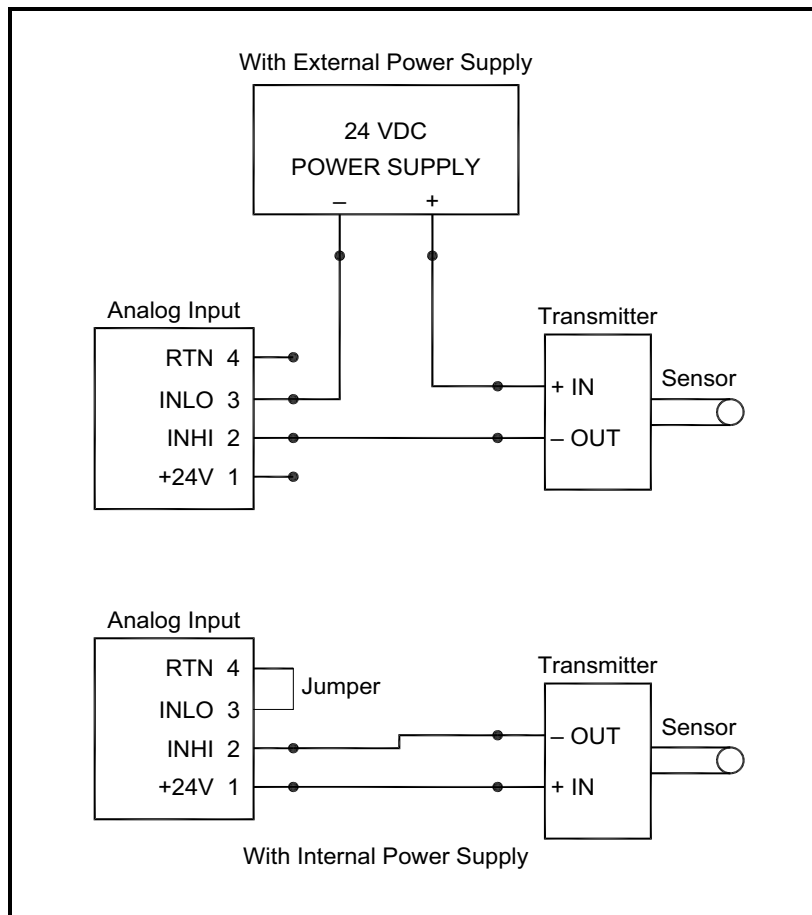 With External Power Supply
24 VDC
POWER SUPPLY
– +
Analog Input
RTN 4
INLO 3
INHI 2
+24V 1
Transmitter
+ IN
– OUT
Sensor
Analog Input
RTN 4
INLO 3
INHI 2
+24V 1
Jumper
Transmitter
– OUT
+ IN
Sensor
With Internal Power Supply